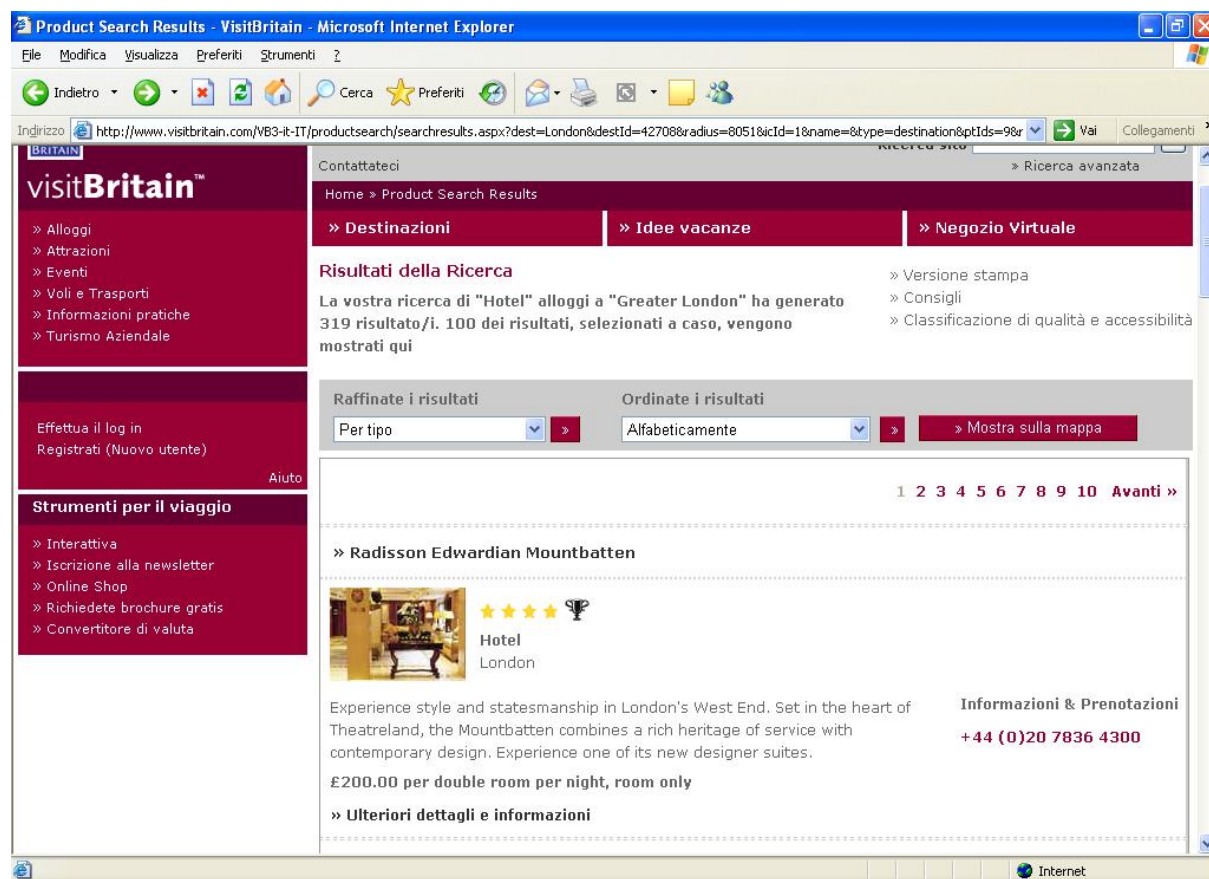 Product Search Results - VisitBritain - Microsoft Internet Explorer
File Modifica Visualizza Preferiti Strumenti ?
Indietro Cerca Preferiti
Indirizzo http://www.visitbritain.com/VB3-it-IT/productsearch/searchresults.aspx?dest=London&destId=42708&radius=8051&icId=1&name=&type=destination&ptIds=9&r Vai Collegamenti
BRITAIN
visitBritain™
» Alloggi
» Attrazioni
» Eventi
» Voli e Trasporti
» Informazioni pratiche
» Turismo Aziendale
Effettua il log in
Registrati (Nuovo utente)
Aiuto
Strumenti per il viaggio
» Interattiva
» Iscrizione alla newsletter
» Online Shop
» Richiedete brochure gratis
» Convertitore di valuta
Ricerca sito
Contattateci » Ricerca avanzata
Home » Product Search Results
» Destinazioni » Idee vacanze » Negozio Virtuale
Risultati della Ricerca
La vostra ricerca di "Hotel" alloggi a "Greater London" ha generato
319 risultato/i. 100 dei risultati, selezionati a caso, vengono
mostrati qui
» Versione stampa
» Consigli
» Classificazione di qualità e accessibilità
Raffinate i risultati Ordinate i risultati
Per tipo » Alfabeticamente » » Mostra sulla mappa
1 2 3 4 5 6 7 8 9 10 Avanti »
» Radisson Edwardian Mountbatten
Hotel
London
Experience style and statesmanship in London's West End. Set in the heart of
Theatreland, the Mountbatten combines a rich heritage of service with
contemporary design. Experience one of its new designer suites.
£200.00 per double room per night, room only
» Ulteriori dettagli e informazioni
Informazioni & Prenotazioni
+44 (0)20 7836 4300
Internet